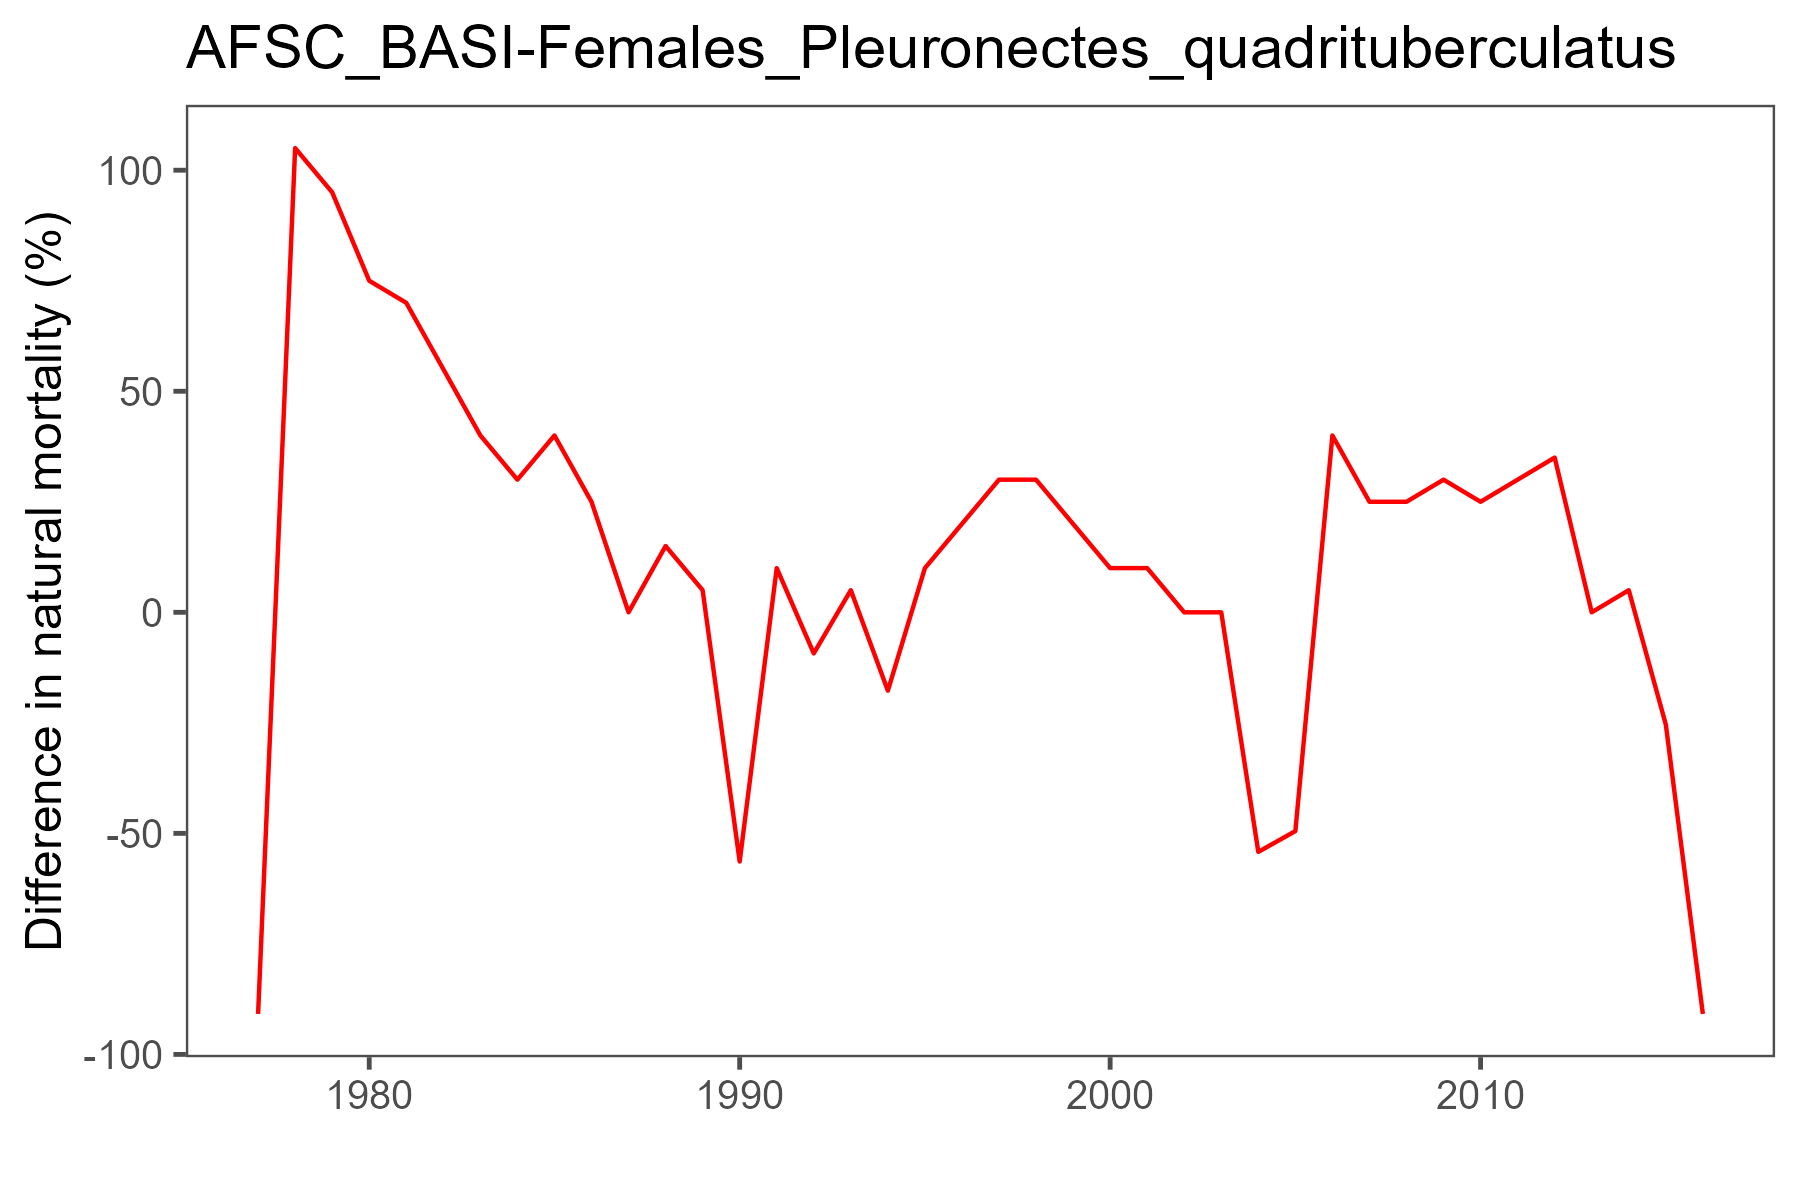 AFSC_BASI-Females_Pleuronectes_quadrituberculatus
Difference in natural mortality (%)
100
50
0
-50
-100
1980 1990 2000 2010